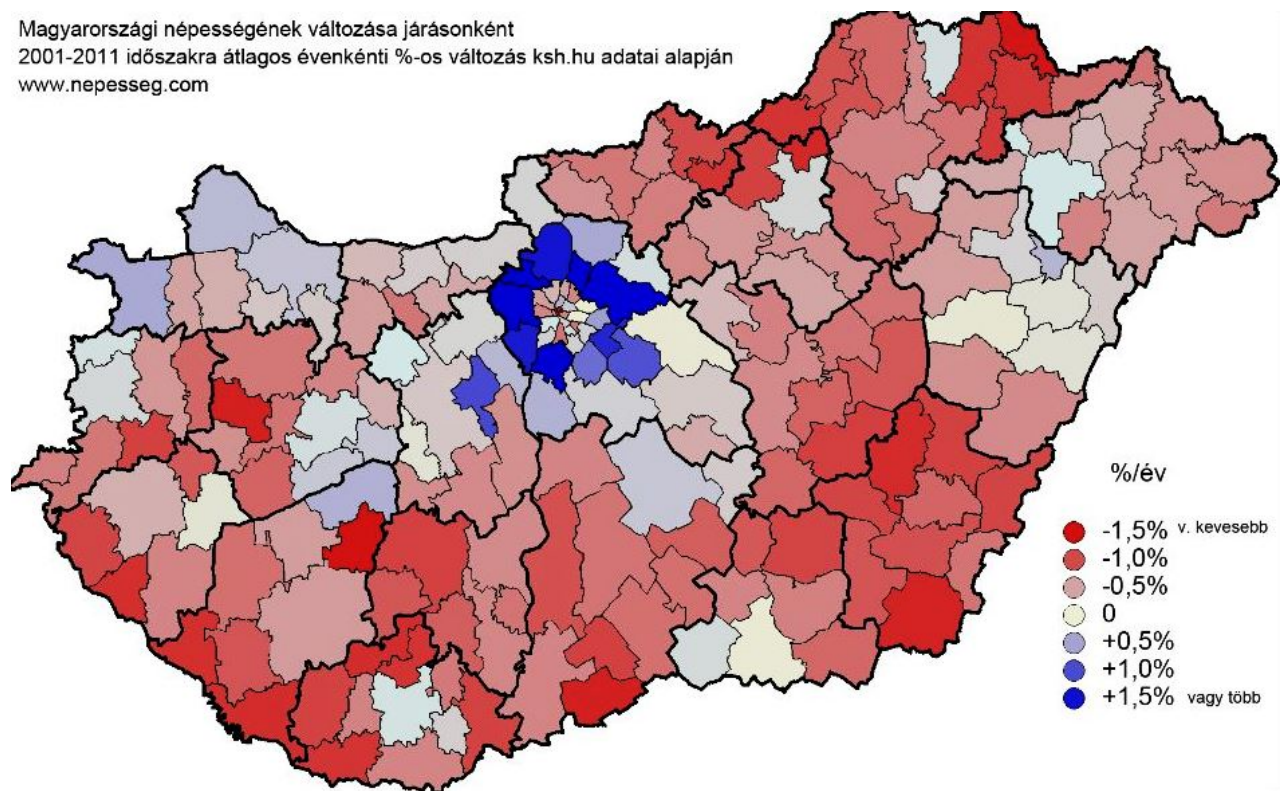 Magyarországi népességének változása járásonként
2001-2011 időszakra átlagos évenkénti %-os változás ksh.hu adatai alapján
www.nepesseg.com
%/év
-1,5% v. kevesebb
-1,0%
-0,5%
0
+0,5%
+1,0%
+1,5% vagy több